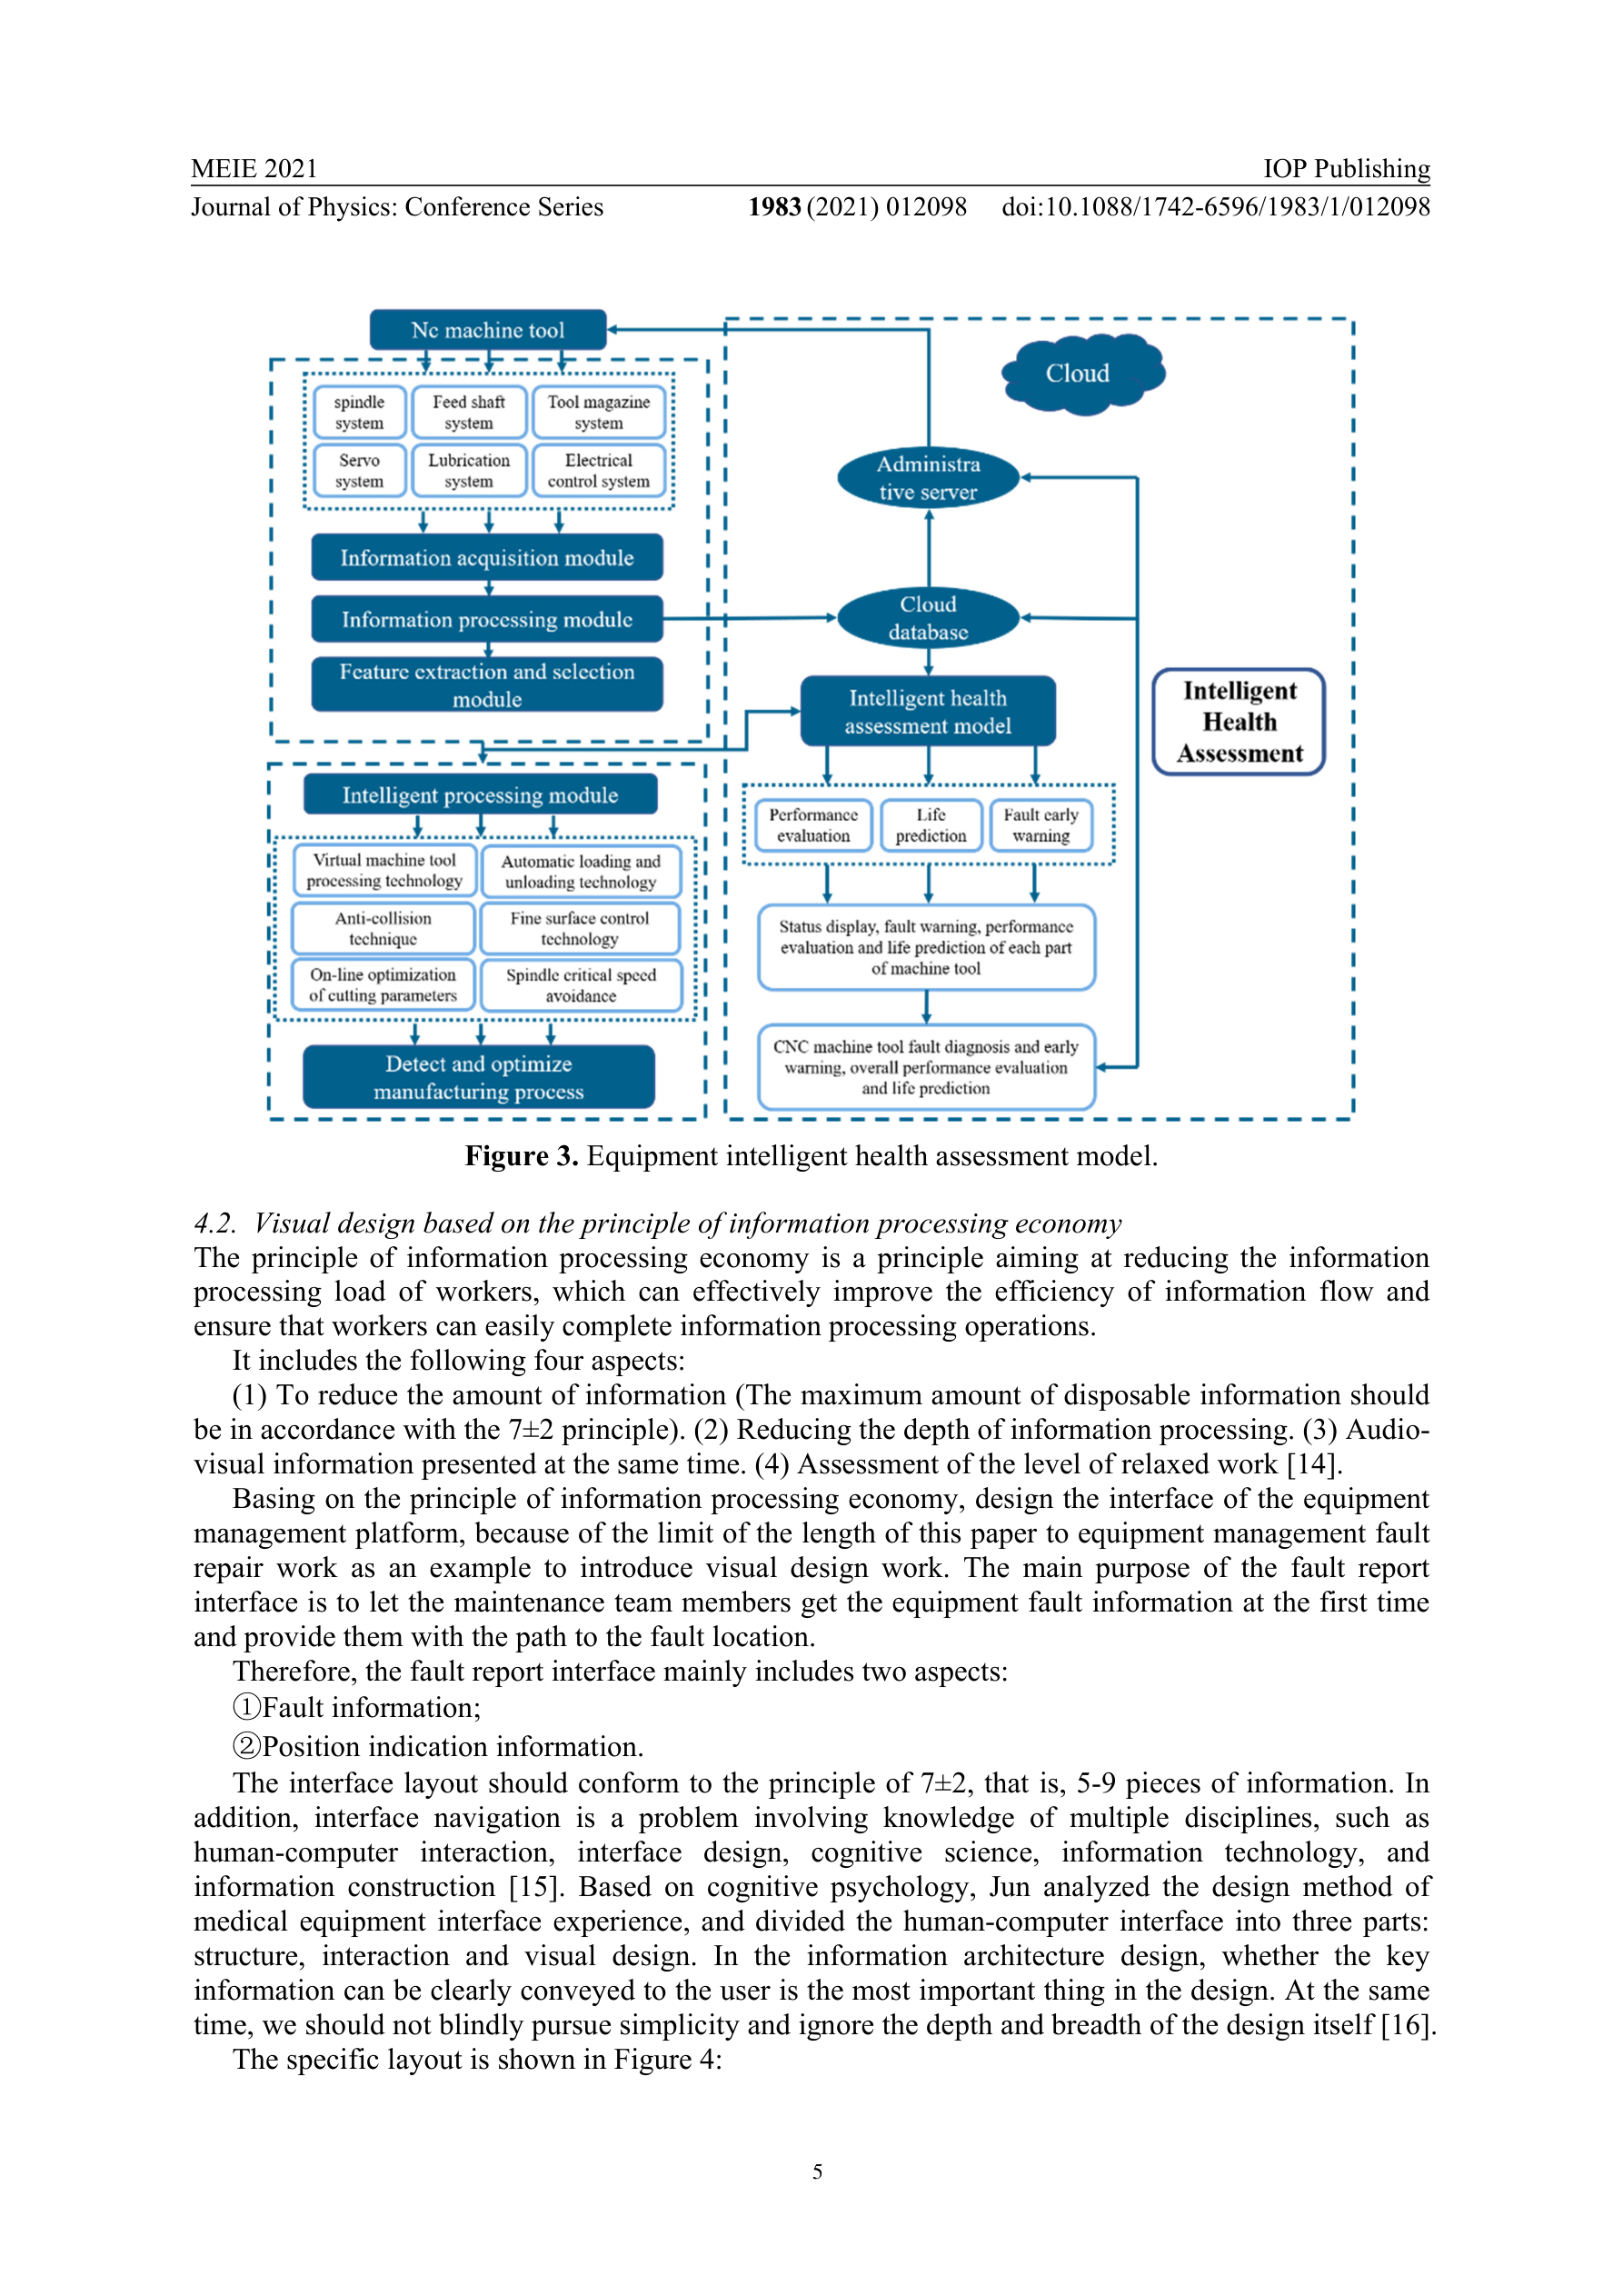 MEIE 2021
IOP Publishing
Journal of Physics: Conference Series
1983 (2021) 012098
doi:10.1088/1742-6596/1983/1/012098
Nc machine tool
spindle
system
Feed shaft
system
Tool magazine
system
Servo
system
Lubrication
system
Electrical
control system
Information acquisition module
Information processing module
Feature extraction and selection
module
Intelligent processing module
Virtual machine tool
processing technology
Automatic loading and
unloading technology
Anti-collision
technique
Fine surface control
technology
On-line optimization
of cutting parameters
Spindle critical speed
avoidance
Detect and optimize
manufacturing process
Cloud
Administra
tive server
Cloud
database
Intelligent health
assessment model
Performance
evaluation
Life
prediction
Fault early
warning
Status display, fault warning, performance
evaluation and life prediction of each part
of machine tool
CNC machine tool fault diagnosis and early
warning, overall performance evaluation
and life prediction
Intelligent
Health
Assessment
Figure 3. Equipment intelligent health assessment model.
4.2. Visual design based on the principle of information processing economy
The principle of information processing economy is a principle aiming at reducing the information
processing load of workers, which can effectively improve the efficiency of information flow and
ensure that workers can easily complete information processing operations.
It includes the following four aspects:
(1) To reduce the amount of information (The maximum amount of disposable information should
be in accordance with the 7±2 principle). (2) Reducing the depth of information processing. (3) Audio-
visual information presented at the same time. (4) Assessment of the level of relaxed work [14].
Basing on the principle of information processing economy, design the interface of the equipment
management platform, because of the limit of the length of this paper to equipment management fault
repair work as an example to introduce visual design work. The main purpose of the fault report
interface is to let the maintenance team members get the equipment fault information at the first time
and provide them with the path to the fault location.
Therefore, the fault report interface mainly includes two aspects:
①Fault information;
②Position indication information.
The interface layout should conform to the principle of 7±2, that is, 5-9 pieces of information. In
addition, interface navigation is a problem involving knowledge of multiple disciplines, such as
human-computer interaction, interface design, cognitive science, information technology, and
information construction [15]. Based on cognitive psychology, Jun analyzed the design method of
medical equipment interface experience, and divided the human-computer interface into three parts:
structure, interaction and visual design. In the information architecture design, whether the key
information can be clearly conveyed to the user is the most important thing in the design. At the same
time, we should not blindly pursue simplicity and ignore the depth and breadth of the design itself [16].
The specific layout is shown in Figure 4:
5